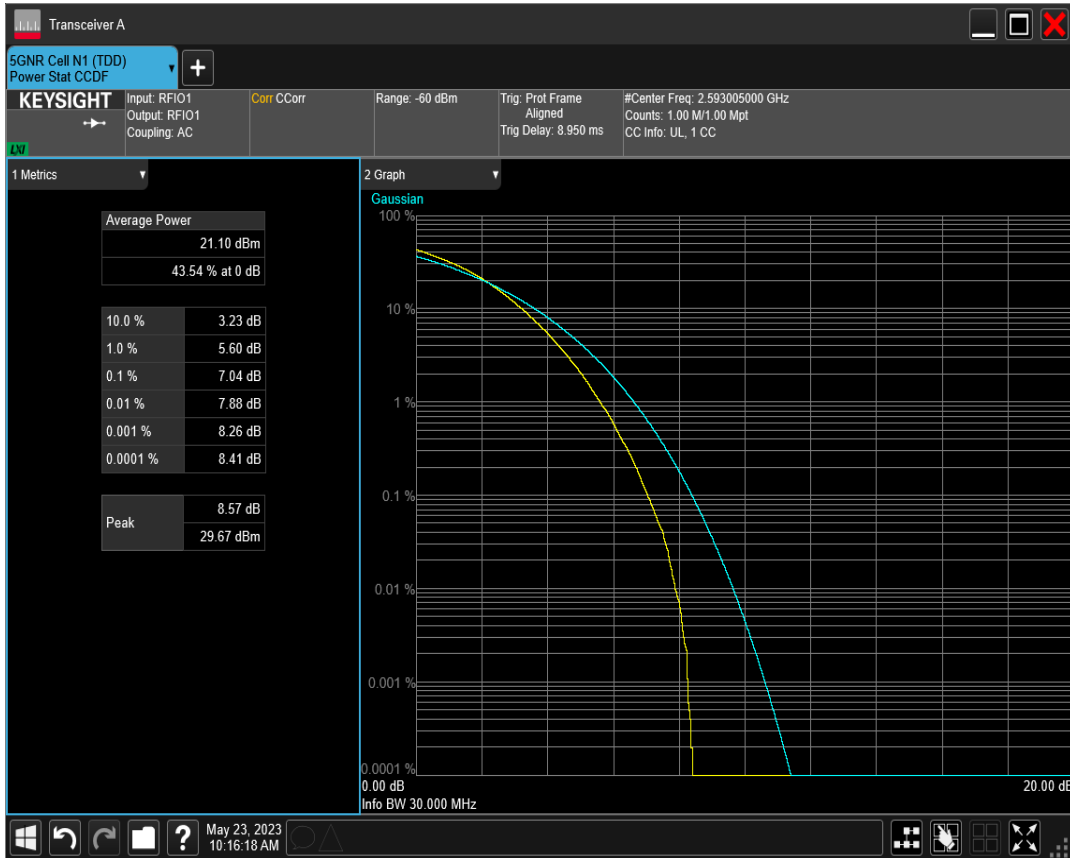 Transceiver A
5GNR Cell N1 (TDD)
Power Stat CCDF
+
KEYSIGHT
LXI
Input: RFIO1
Output: RFIO1
Coupling: AC
Corr CCorr
Range: -60 dBm
Trig: Prot Frame
Aligned
Trig Delay: 8.950 ms
#Center Freq: 2.593005000 GHz
Counts: 1.00 M/1.00 Mpt
CC Info: UL, 1 CC
1 Metrics
Average Power
21.10 dBm
43.54 % at 0 dB
10.0 % 3.23 dB
1.0 % 5.60 dB
0.1 % 7.04 dB
0.01 % 7.88 dB
0.001 % 8.26 dB
0.0001 % 8.41 dB
Peak
8.57 dB
29.67 dBm
2 Graph
Gaussian
100 %
10 %
1 %
0.1 %
0.01 %
0.001 %
0.0001 %
0.00 dB 20.00 dB
Info BW 30.000 MHz
?
May 23, 2023
10:16:18 AM